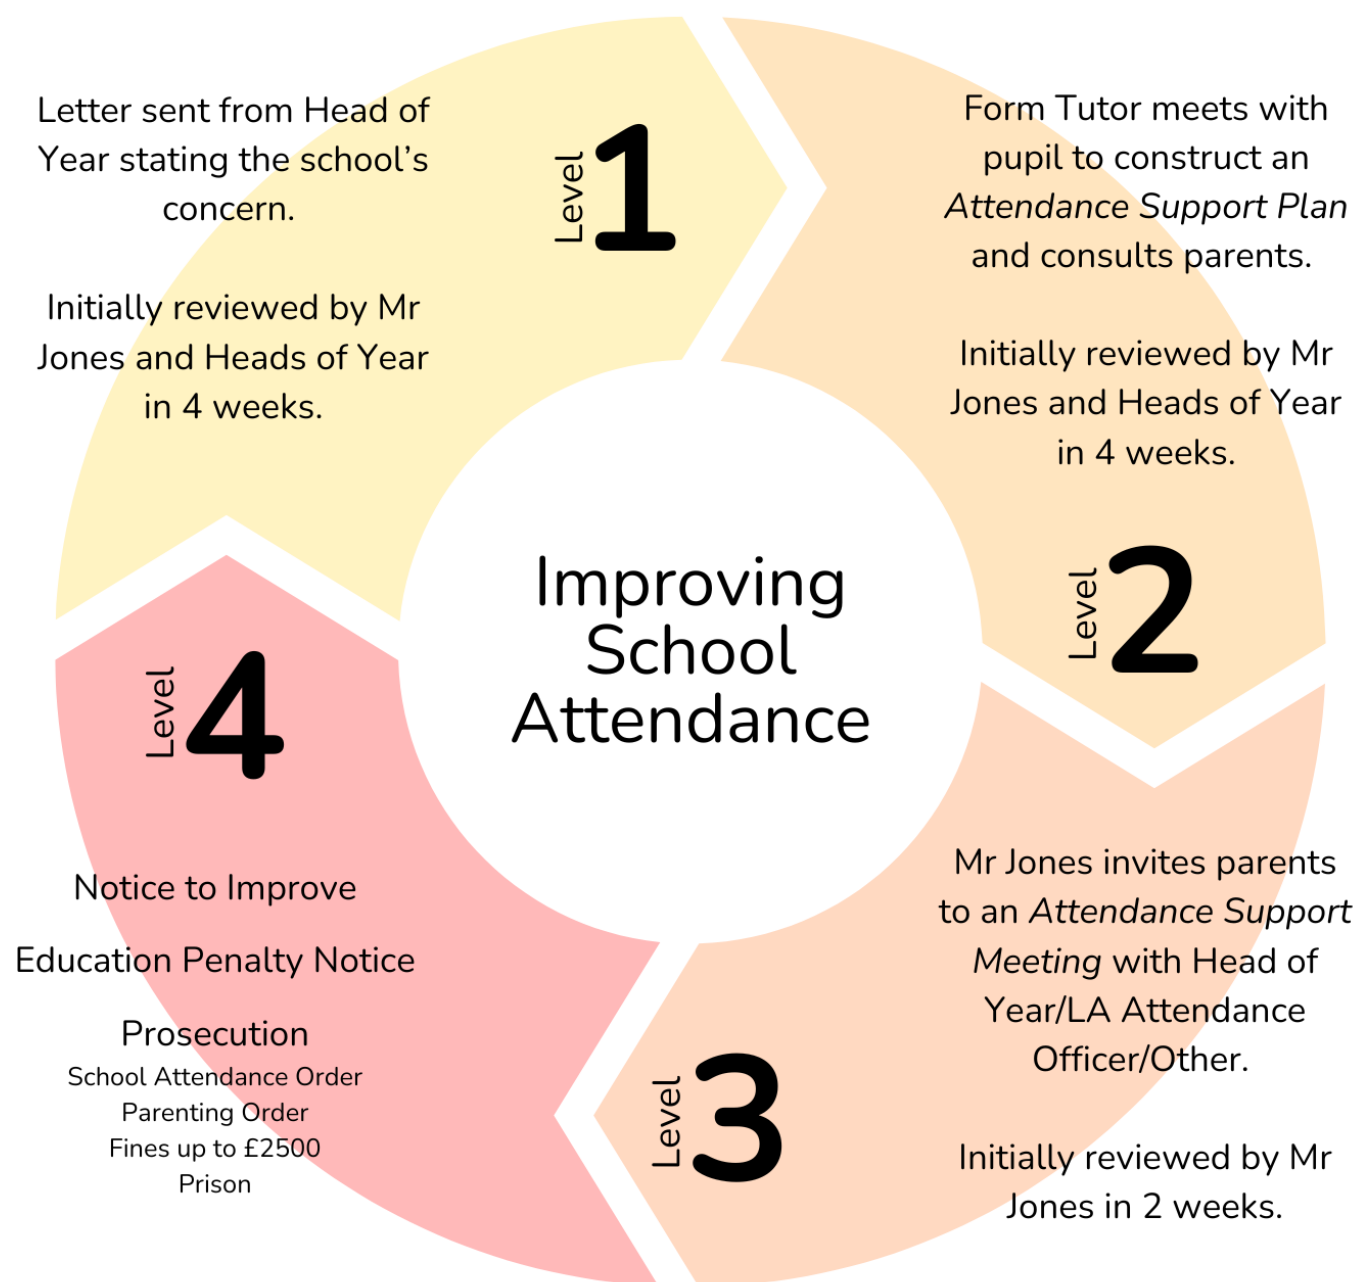 Letter sent from Head of
Year stating the school's
concern.
Initially reviewed by Mr
Jones and Heads of Year
in 4 weeks.
Level 1
Form Tutor meets with
pupil to construct an
Attendance Support Plan
and consults parents.
Initially reviewed by Mr
Jones and Heads of Year
in 4 weeks.
Level 2
Improving
School
Attendance
Mr Jones invites parents
to an Attendance Support
Meeting with Head of
Year/LA Attendance
Officer/Other.
Initially reviewed by Mr
Jones in 2 weeks.
Level 3
Level 4
Notice to Improve
Education Penalty Notice
Prosecution
School Attendance Order
Parenting Order
Fines up to £2500
Prison